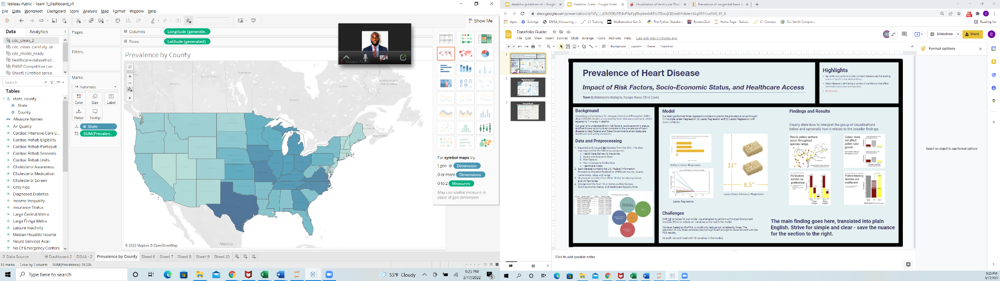 Tableau Public - Team 1_Dashboard_v1
File Data Worksheet Dashboard Story Analysis Map Format Window Help
Show Me
Data Analytics
cdc_clean_2
cdc_clean_carefully_dr...
cdc_model_ready
healthcare-dataset-str...
PHSP Competitive Lan...
Sheet1 (Untitled sprea...
Search
Tables
state, county
State
County
Measure Names
Air Quality
Cardiac Intensive Care U...
Cardiac Rehab Eligibility
Cardiac Rehab Particpat...
Cardiac Rehab Sessions
Cardiac Rehab Units
Cholesterol Awareness
Cholesterol Medication
Cholesterol Screen
Cnty Fips
Diagnosed Diabetes
Income Inequality
Insurance Status
Large Central Metro
Large Fringe Metro
Leisure Inactivity
Median Houshld Income
Neuro Services Avail
No Of Emergency Centers
Pages
Filters
Marks
Automatic
Color Size Label
Detail Tooltip
State
SUM(Prevalen..
Columns Longitude (generate..
Rows Latitude (generated)
Prevalence by County
Alberta
Manitoba
Ontario
Quebec
Newfoundland and Labrador
Nova Scotia
United States
Mexico
© 2022 Mapbox © OpenStreetMap
Kolapo Aluko
For symbol maps try
1 geo Dimension
0 or more Dimensions
0 to 2 Measures
May use spatial measure in
place of geo dimension
Data Source Dashboard 2 DS4A - 2 Prevalence by County Sheet 6 Sheet 7 Sheet 8 Sheet 9 Sheet 10
51 marks 1 row by 1 column SUM(Prevalence): 19,126
Type here to search
55°F Cloudy
9:25 PM
3/17/2022
datafolio guidelines v4 - Google
Datafolio Guide - Google Slides
Visualization of Ventricular Thro
Prevalence of congenital heart d
Apps Settings ENISA_Measuring_... C1 Training Mathematical Set O... The Python Standar... Rocket.Chat Home Page - Select... C1 Connect D.L. Smith Compan...
Reading list
Datafolio Guide
File Edit View Insert Format Slide Arrange Tools Add-ons Help Last edit was 3 minutes ago
Slideshow
Share
Background Layout Theme Transition
Format options
Select an object to see format options
1
2
3
Prevalence of Heart Disease
Impact of Risk Factors, Socio-Economic Status, and Healthcare Access
Team 1: Babatunde Atolagbe, Kolapo Aluko, Chris Cooks
Highlights
Up until 2020, prior to COVID-19 heart disease was the leading
cause of death in the United State.
Heart disease is defined as a variety of conditions that affect
the heart's structure and function.
Background
According to the Centers for Disease Control and Prevention (CDC),
about 659,000 deaths are caused by heart diseases each year, which
equates to 1 in every 4 deaths.
Our goal is to understand how risk factors, socio-economic status,
and healthcare opportunities correlate to the prevalence of heart
disease to help Federal and State Governments enact adequate
healthcare and safety measures.
Data and Preprocessing
1. Exported and merged 38 datasets from the CDC. The data
was exported by the following categories:
i. Health Care Delivery & Insurance
ii. Social and Economic Data
iii. Risk Factors
iv. Heart Disease & Stroke Data
v. Healthcare Costs
2. Each dataset contains the U.S. Federal Information
Processing Standard Publication (FIPS) per county, county
name/state, value, and range
3. Decreased variables from 38 to 18 due to missing values
and US Territories
4. Categorized the final 18 variables as Risk Factors,
Socio-economic status, and Healthcare Opportunities
Prevalence by Race
Model
Our team performed three regression models to predict the prevalence value through:
(1) Multiple Linear Regression (2) Lasso Regression and (3) Lasso Regression with
cross validation
Multiple Linear Regression
Lasso Regression
11"
8.5"
Lasso Cross Validation Regression
Challenges
With 18 variables for our model, we attempted to perform a Principal Component
Analysis (PCA) to reduce our variables and simplify the model.
However, based on the PCA, it would only reduce our variables by three. The
reduction of only three variables was not significant enough to move forward with the
PCA results.
As such, we continued with 18 variables in the models.
Findings and Results
Clearly state how to interpret the group of visualizations
below and optionally how it relates to the broader findings.
Red & yellow anthers
occur throughout
species range
Colour does
not affect
pollen tube
growth
Pollinators
exhibit no
preference
Pollen-feeding
beetles are
indifferent
The main finding goes here, translated into plain
English. Strive for simple and clear - save the nuance
for the section to the right.
Click to add speaker notes
9:25 PM
3/17/2022